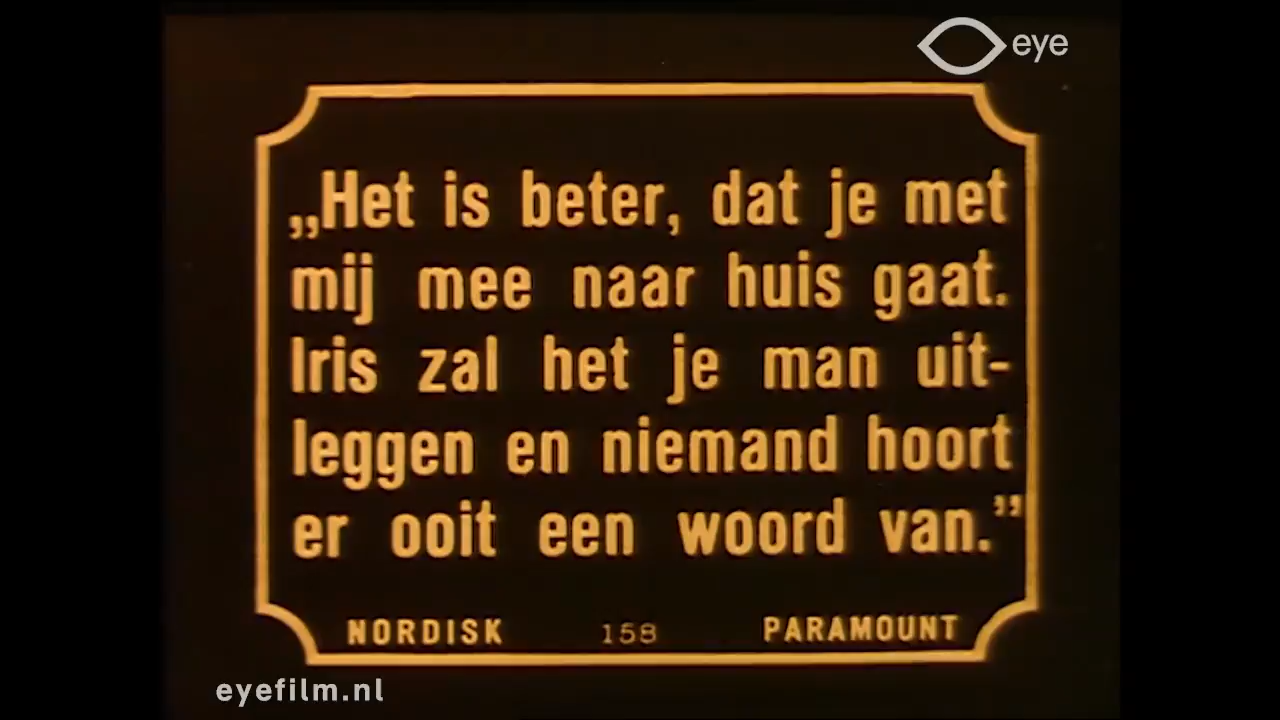 eye
„Het is beter, dat je met
mij mee naar huis gaat.
Iris zal het je man uit-
leggen en niemand hoort
er ooit een woord van.”
NORDISK 158 PARAMOUNT
eyefilm.nl